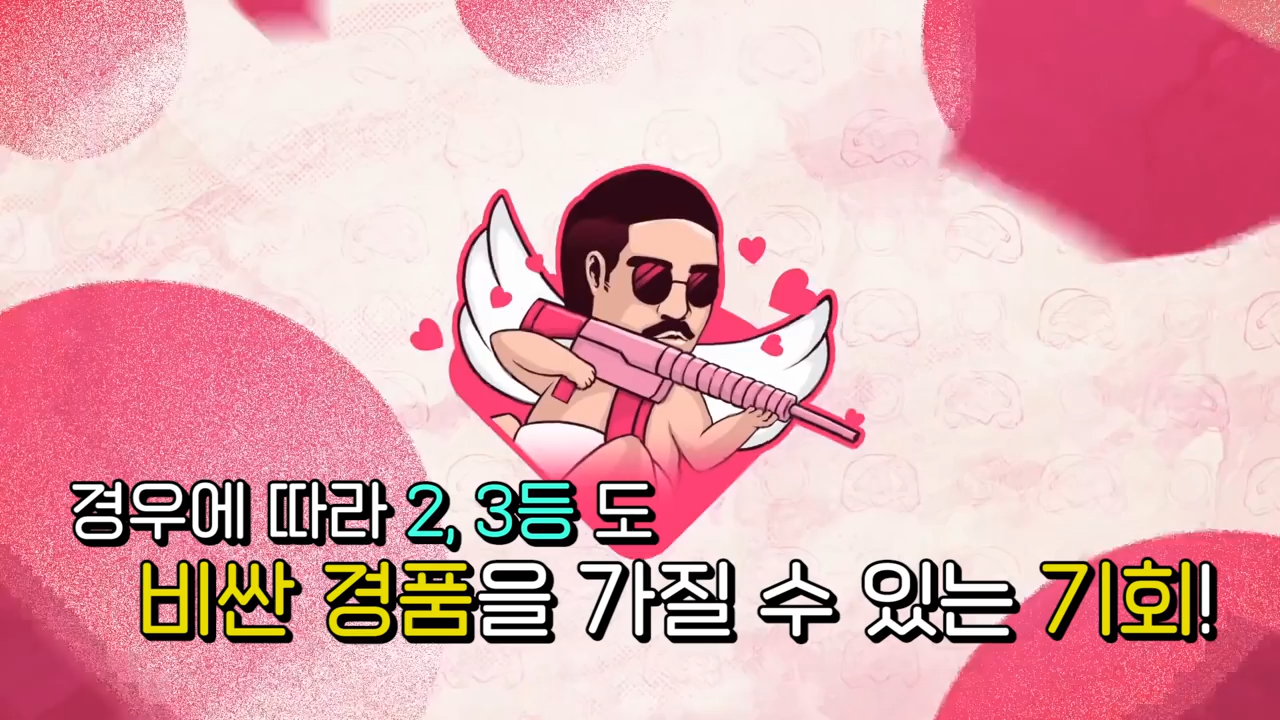 경우에 따라 2, 3등 도
비싼 경품을 가질 수 있는 기회!